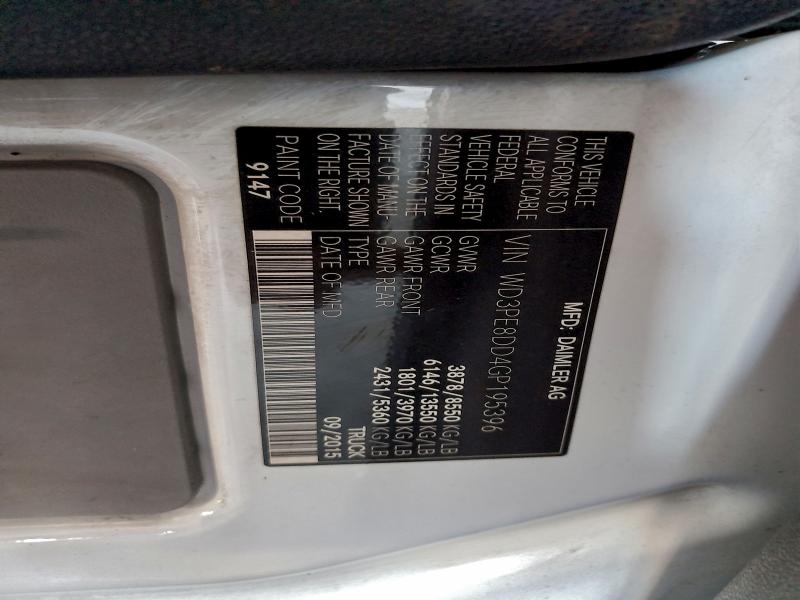 MFD: DAIMLER AG
THIS VEHICLE
CONFORMS TO
ALL APPLICABLE
FEDERAL
VEHICLE SAFETY
STANDARDS IN
EFFECT ON THE
DATE OF MANU-
FACTURE SHOWN
ON THE RIGHT.
PAINT CODE
9147
VIN WD3PE8DD4GP195396
GVWR 3878/8550 KG/LB
GCWR 6146/13550 KG/LB
GAWR FRONT 1801/3970 KG/LB
GAWR REAR 2431/5360 KG/LB
TYPE TRUCK
DATE OF MFD 09/2015